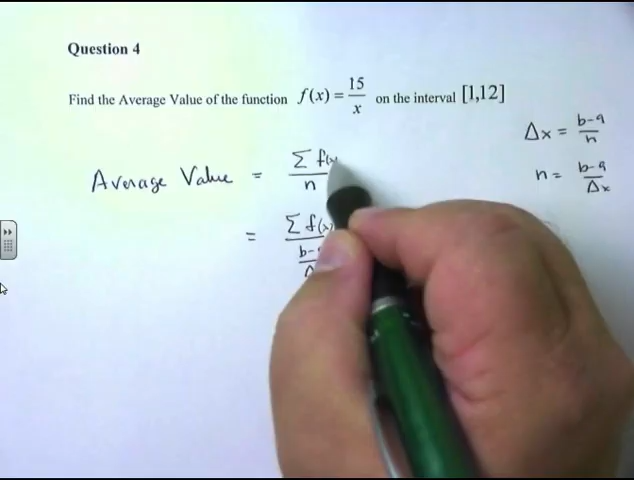 Question 4
Find the Average Value of the function f(x) = 15/x on the interval [1,12]
Δx = b-a/n
Average Value = Σ f(x/n
n = b-a/Δx
= Σ f(x)/b-